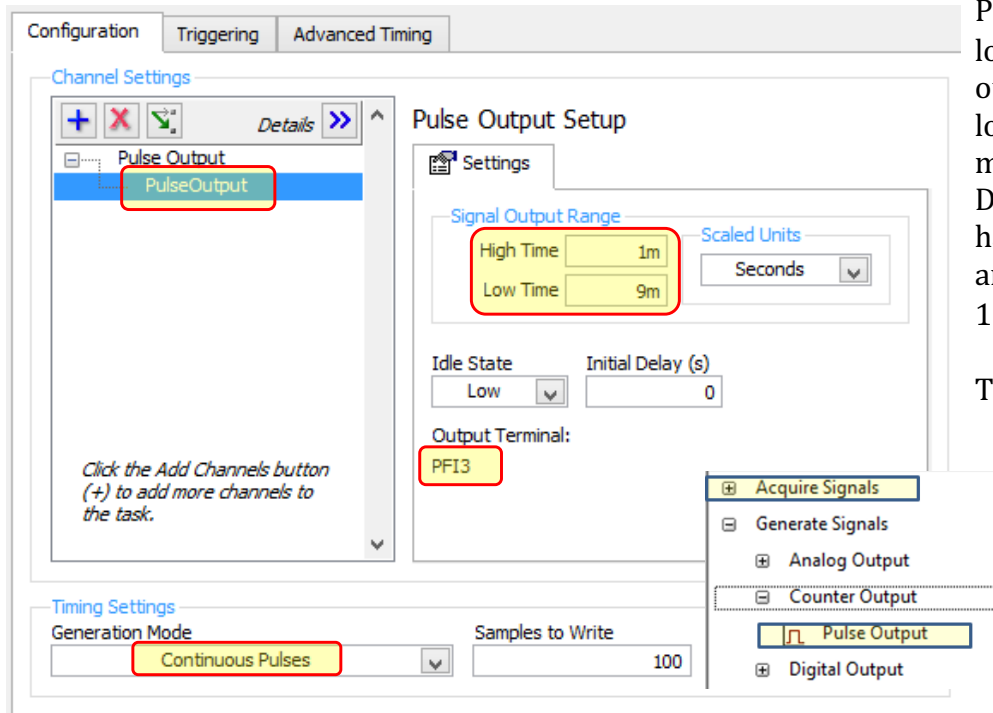 Configuration
Triggering
Advanced Timing
Channel Settings
Details
Pulse Output
PulseOutput
Click the Add Channels button
(+) to add more channels to
the task.
Pulse Output Setup
Settings
Signal Output Range
High Time 1m
Low Time 9m
Scaled Units
Seconds
Idle State
Low
Initial Delay (s)
0
Output Terminal:
PFI3
Timing Settings
Generation Mode
Continuous Pulses
Samples to Write
100
Acquire Signals
Generate Signals
Analog Output
Counter Output
Pulse Output
Digital Output